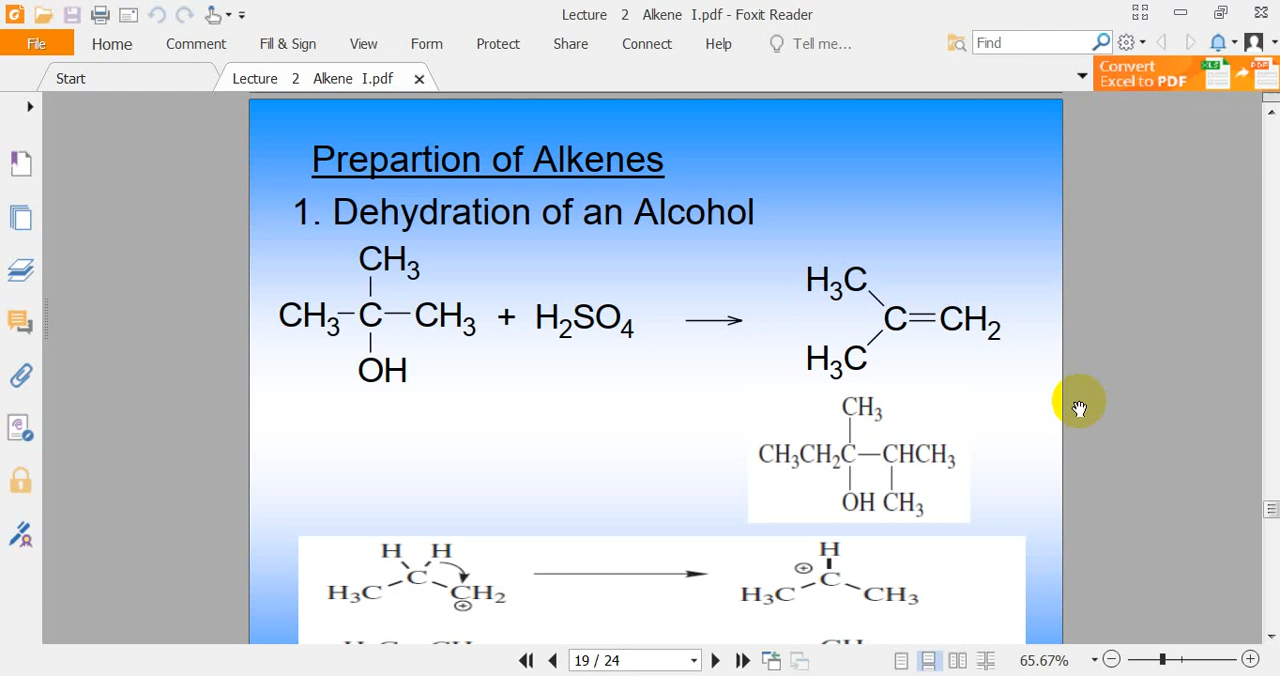 Lecture 2 Alkene I.pdf - Foxit Reader
File Home Comment Fill & Sign View Form Protect Share Connect Help Tell me... Find
Start Lecture 2 Alkene I.pdf
Convert
Excel to PDF
Prepartion of Alkenes
1. Dehydration of an Alcohol
CH3
CH3-C-CH3 + H2SO4 → C=CH2
OH
H3C
H3C
CH3
CH3CH2C—CHCH3
OH CH3
H H
H3C C CH2
⊕
H
⊕ C
H3C CH3
19 / 24
65.67%